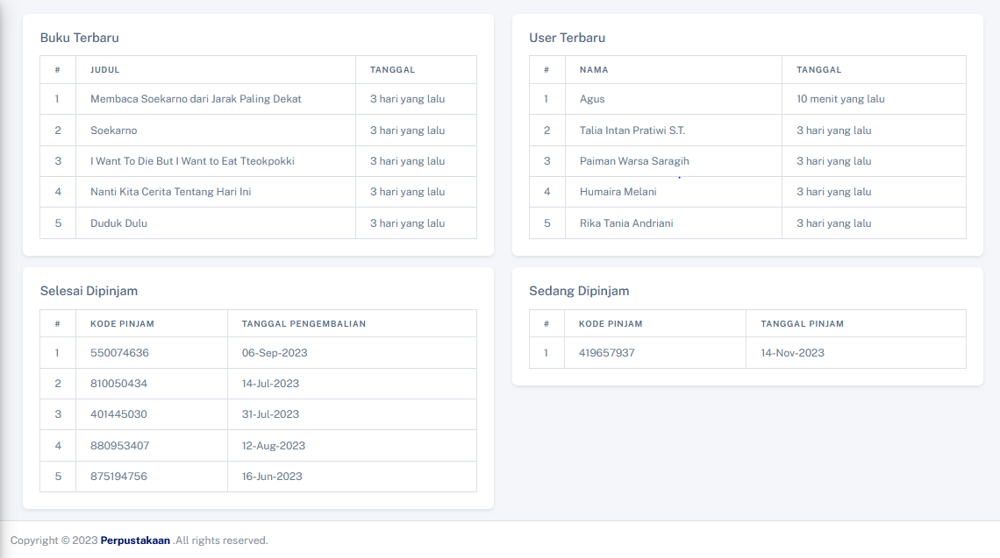 Buku Terbaru
# JUDUL TANGGAL
1 Membaca Soekarno dari Jarak Paling Dekat 3 hari yang lalu
2 Soekarno 3 hari yang lalu
3 I Want To Die But I Want to Eat Tteokpokki 3 hari yang lalu
4 Nanti Kita Cerita Tentang Hari Ini 3 hari yang lalu
5 Duduk Dulu 3 hari yang lalu
User Terbaru
# NAMA TANGGAL
1 Agus 10 menit yang lalu
2 Talia Intan Pratiwi S.T. 3 hari yang lalu
3 Paiman Warsa Saragih 3 hari yang lalu
4 Humaira Melani 3 hari yang lalu
5 Rika Tania Andriani 3 hari yang lalu
Selesai Dipinjam
# KODE PINJAM TANGGAL PENGEMBALIAN
1 550074636 06-Sep-2023
2 810050434 14-Jul-2023
3 401445030 31-Jul-2023
4 880953407 12-Aug-2023
5 875194756 16-Jun-2023
Sedang Dipinjam
# KODE PINJAM TANGGAL PINJAM
1 419657937 14-Nov-2023
Copyright © 2023 Perpustakaan .All rights reserved.